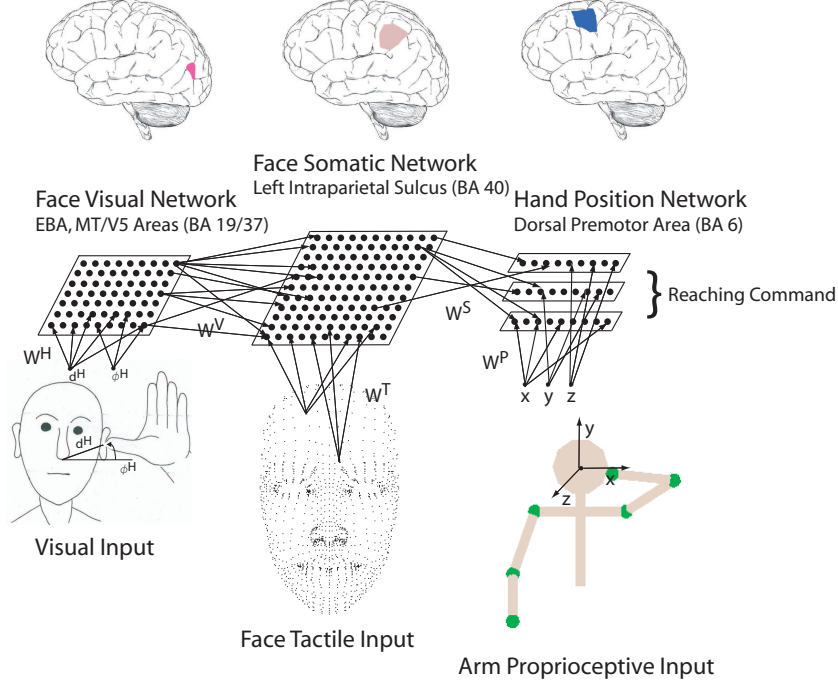 Face Somatic Network
Left Intraparietal Sulcus (BA 40)
Face Visual Network
EBA, MT/V5 Areas (BA 19/37)
Hand Position Network
Dorsal Premotor Area (BA 6)
} Reaching Command
W^H
W^V
W^S
W^P
W^T
d^H
ϕ^H
x
y
z
d^H
ϕ^H
y
x
z
Visual Input
Face Tactile Input
Arm Proprioceptive Input